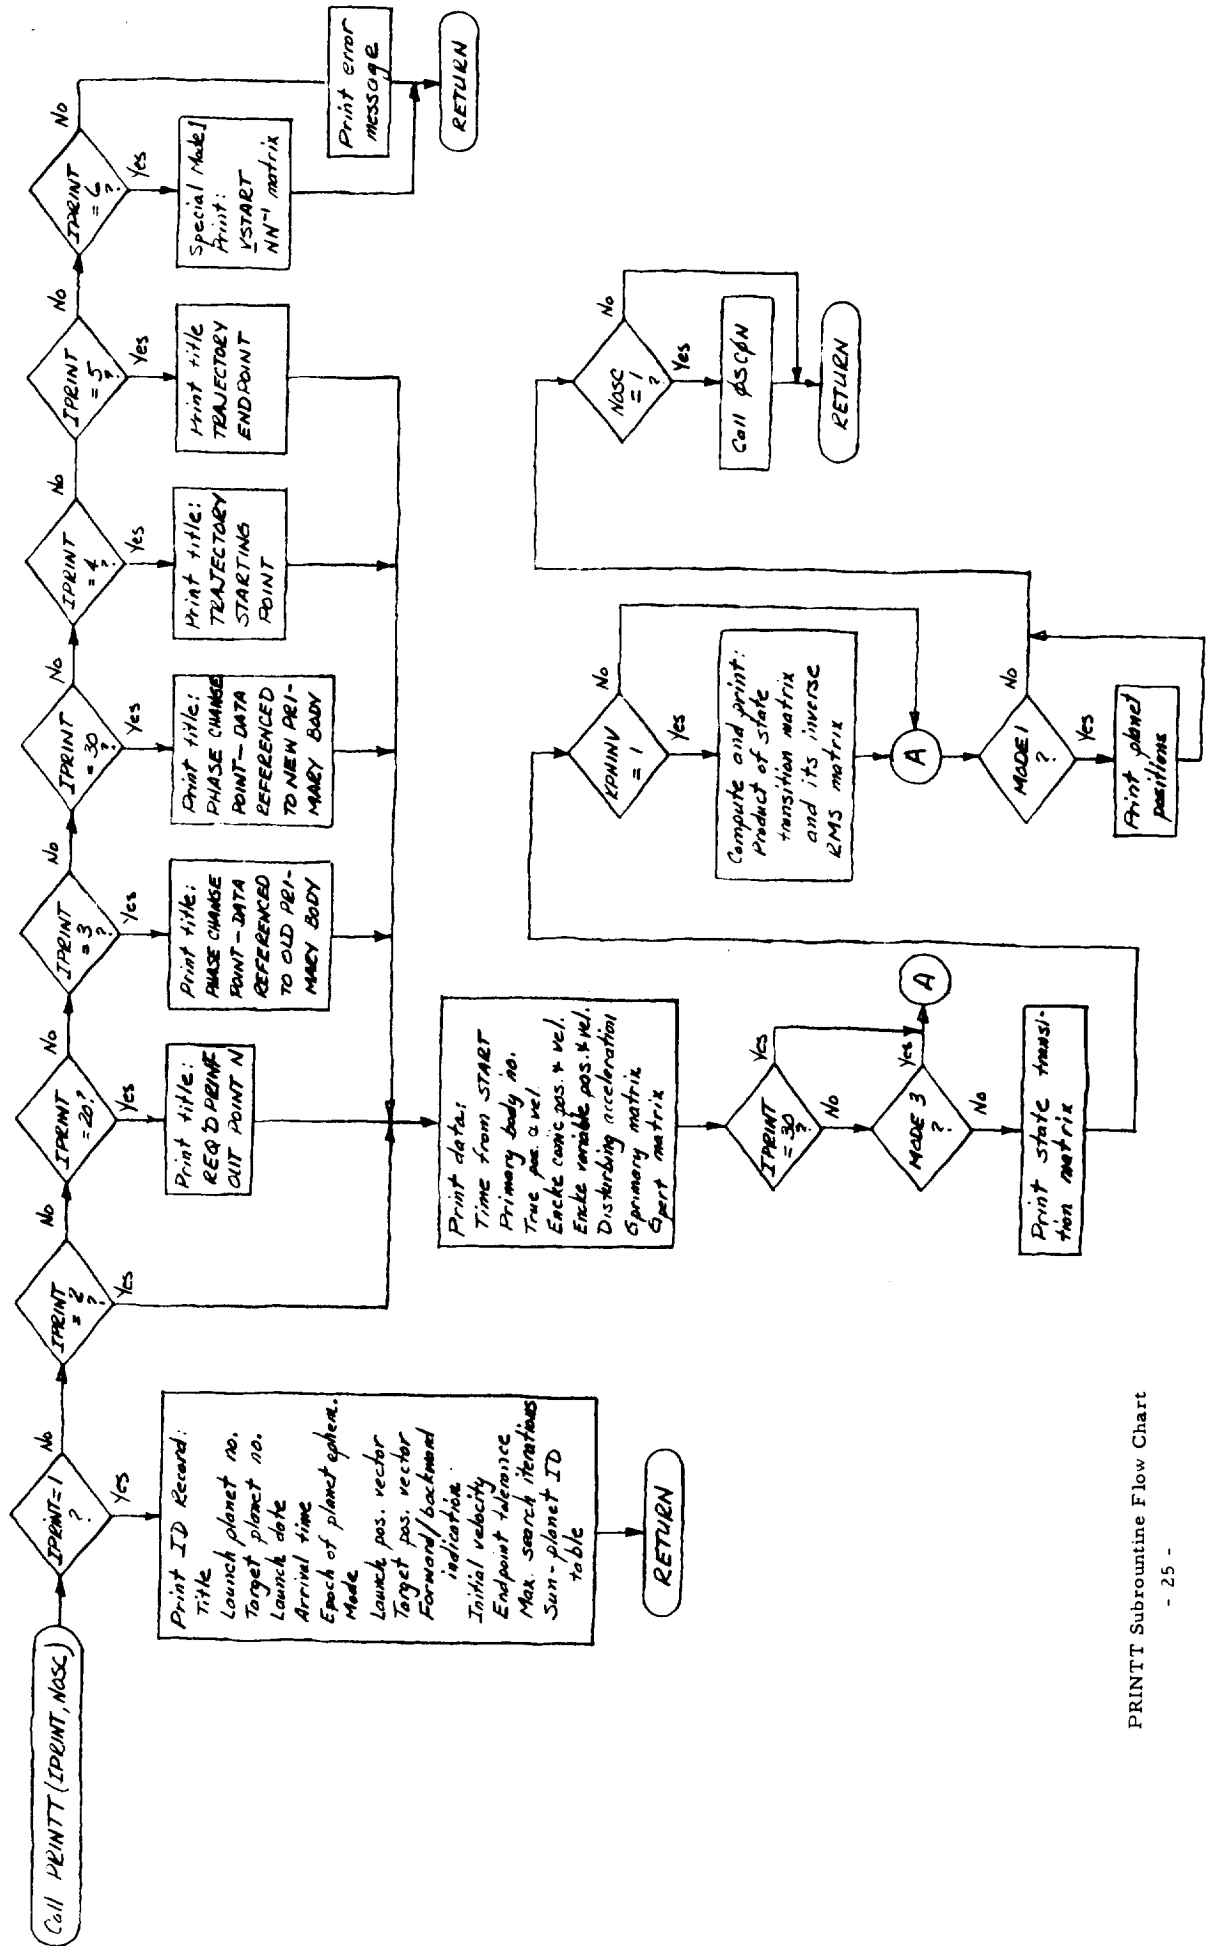 Call PRINTT (IPRINT, NOSC)
IPRINT=1
?
No
Yes
Print ID Record:
Title
Launch planet no.
Target planet no.
Launch date
Arrival time
Epoch of planet ephem.
Mode
Launch pos. vector
Target pos. vector
Forward/backward
indication
Initial velocity
Endpoint tolerance
Max. search iterations
Sun-planet ID
table
RETURN
IPRINT
= 2
?
No
Yes
IPRINT
= 20?
No
Yes
Print title:
REQ'D PRINT
OUT POINT N
IPRINT
= 3
?
No
Yes
Print title:
PHASE CHANGE
POINT-DATA
REFERENCED
TO OLD PRI-
MARY BODY
IPRINT
= 30
?
No
Yes
Print title:
PHASE CHANGE
POINT-DATA
REFERENCED
TO NEW PRI-
MARY BODY
IPRINT
= 4
?
No
Yes
Print title:
TRAJECTORY
STARTING
POINT
IPRINT
= 5
?
No
Yes
Print title
TRAJECTORY
ENDPOINT
IPRINT
= 6
?
No
Yes
Special Mode 1
Print:
VSTART
NN⁻¹ matrix
Print error
message
RETURN
Print data:
Time from START
Primary body no.
True pos. & vel.
Encke conic pos. & vel.
Encke variable pos. & vel.
Disturbing acceleration
Gprimary matrix
Gpert matrix
IPRINT
= 30
?
Yes
No
MODE 3
?
Yes
A
No
Print state transi-
tion matrix
KPNINV
= 1
?
No
Yes
Compute and print:
Product of state
transition matrix
and its inverse
RMS matrix
A
MODE 1
?
No
Yes
Print planet
positions
NOSC
= 1
?
No
Yes
Call ØSCØN
RETURN
PRINTT Subrountine Flow Chart
- 25 -